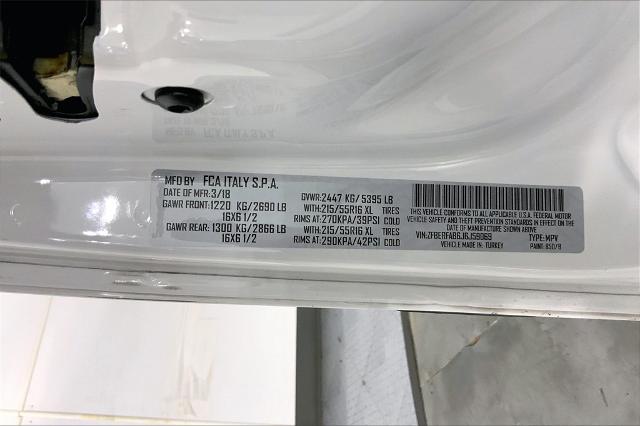 MFD BY FCA ITALY S.P.A.
DATE OF MFR: 3/18 GVWR: 2447 KG/ 5395 LB
GAWR FRONT: 1220 KG/2690 LB WITH: 215/55R16 XL TIRES
16X6 1/2 RIMS AT: 270KPA/39PSI COLD
GAWR REAR: 1300 KG/2866 LB WITH: 215/55R16 XL TIRES
16X6 1/2 RIMS AT: 290KPA/42PSI COLD
THIS VEHICLE CONFORMS TO ALL APPLICABLE U.S.A. FEDERAL MOTOR
VEHICLE SAFETY AND THEFT PREVENTION STANDARDS IN EFFECT ON THE
DATE OF MANUFACTURE SHOWN ABOVE
VIN: ZFBERFAB6J6J59069 TYPE: MPV
VEHICLE MADE IN: TURKEY PAINT: